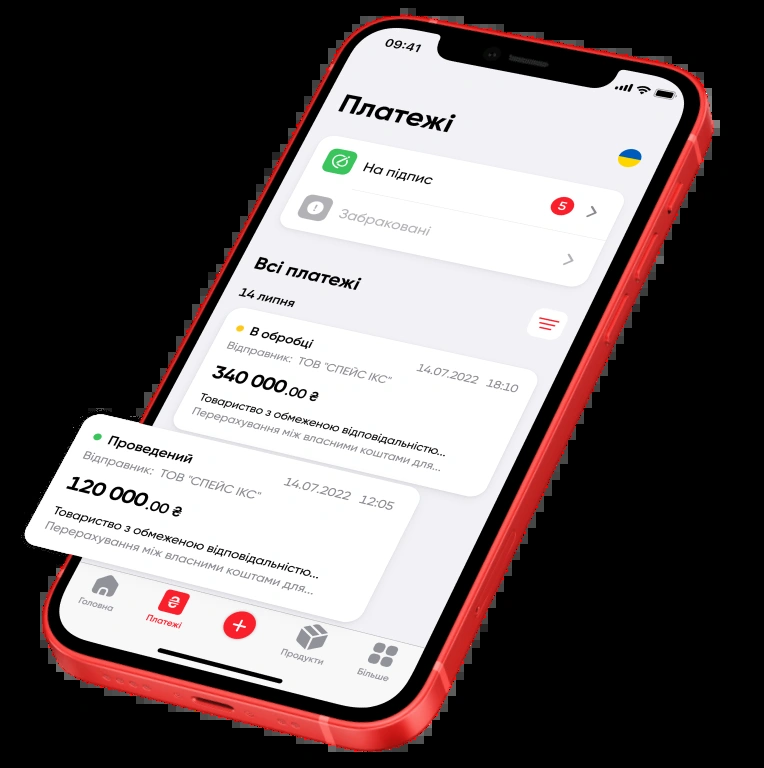 09:41
Платежі
На підпис
5
Забраковані
Всі платежі
14 липня
В обробці
14.07.2022 18:10
Відправник: ТОВ "СПЕЙС ІКС"
340 000.00 ₴
Товариство з обмеженою відповідальністю...
Перерахування між власними коштами для...
Проведений
14.07.2022 12:05
Відправник: ТОВ "СПЕЙС ІКС"
120 000.00 ₴
Товариство з обмеженою відповідальністю...
Перерахування між власними коштами для...
Головна
₴
Платежі
Продукти
Більше